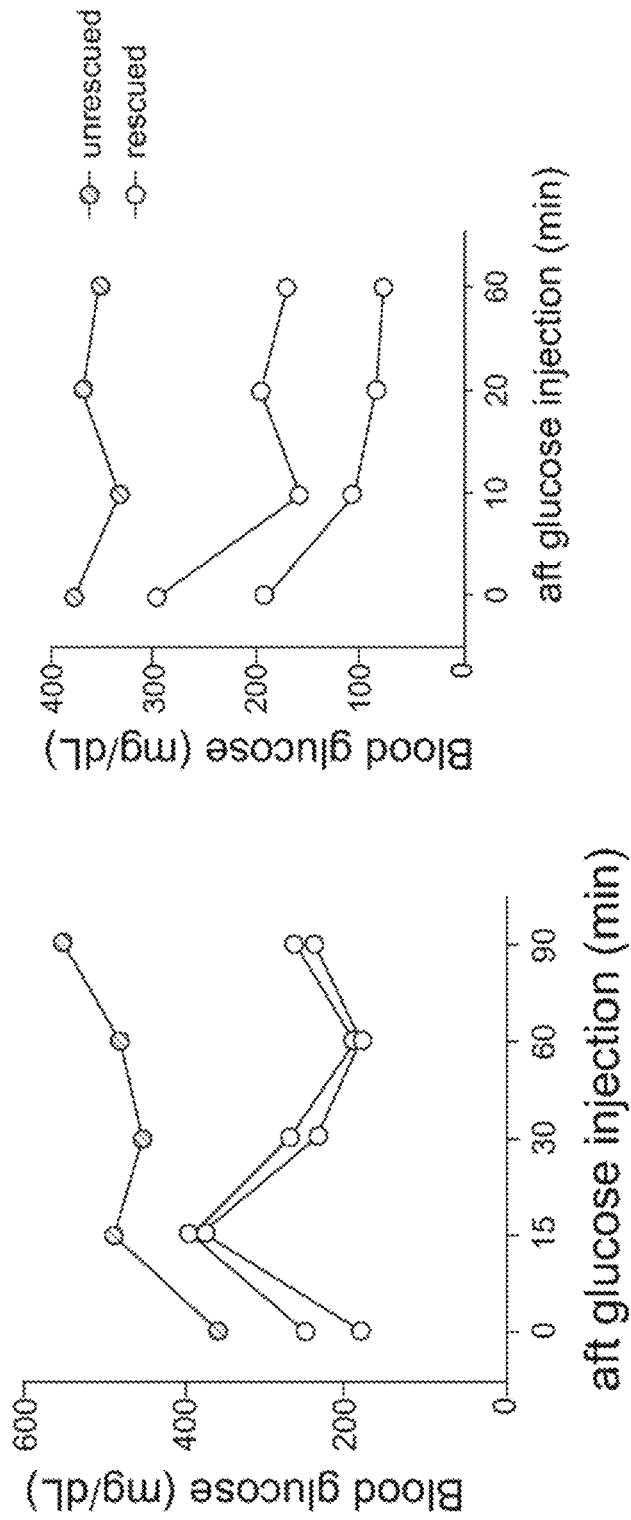 Blood glucose (mg/dL)
600
400
200
0
0 15 30 60 90
aft glucose injection (min)
Blood glucose (mg/dL)
400
300
200
100
0
0 10 20 60
aft glucose injection (min)
unrescued
rescued